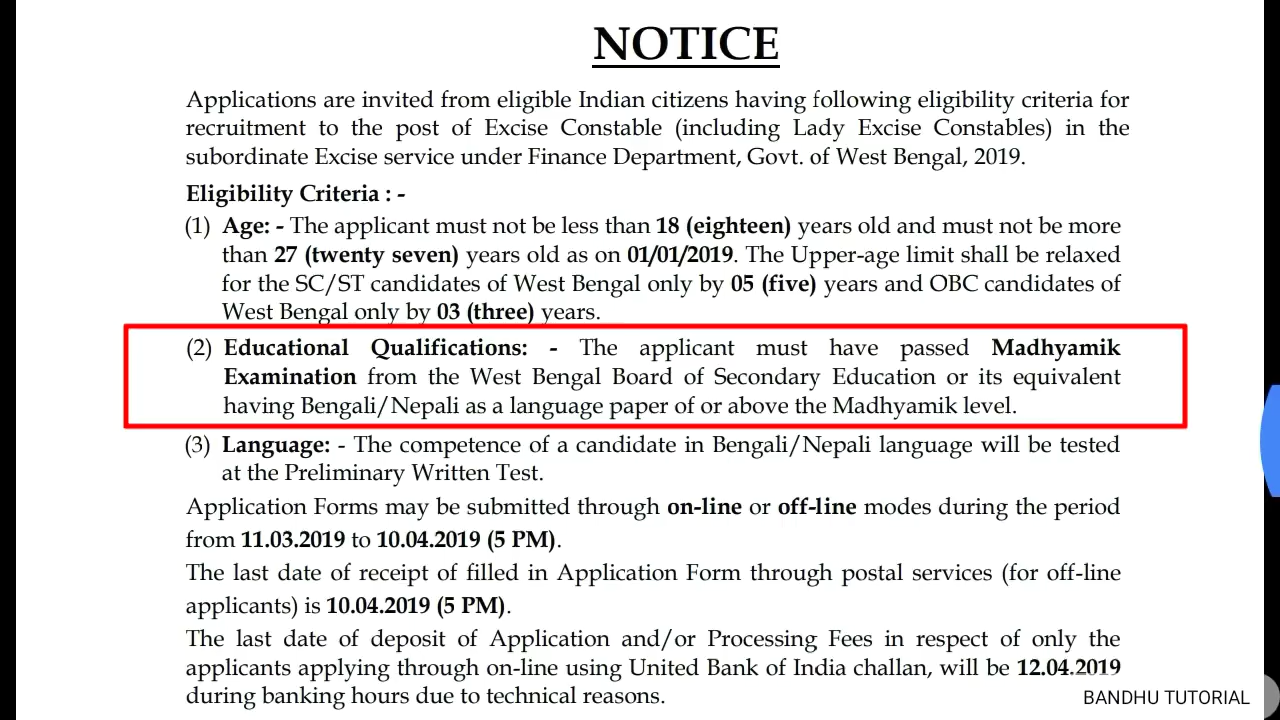 NOTICE
Applications are invited from eligible Indian citizens having following eligibility criteria for
recruitment to the post of Excise Constable (including Lady Excise Constables) in the
subordinate Excise service under Finance Department, Govt. of West Bengal, 2019.
Eligibility Criteria : -
(1) Age: - The applicant must not be less than 18 (eighteen) years old and must not be more
than 27 (twenty seven) years old as on 01/01/2019. The Upper-age limit shall be relaxed
for the SC/ST candidates of West Bengal only by 05 (five) years and OBC candidates of
West Bengal only by 03 (three) years.
(2) Educational Qualifications: - The applicant must have passed Madhyamik
Examination from the West Bengal Board of Secondary Education or its equivalent
having Bengali/Nepali as a language paper of or above the Madhyamik level.
(3) Language: - The competence of a candidate in Bengali/Nepali language will be tested
at the Preliminary Written Test.
Application Forms may be submitted through on-line or off-line modes during the period
from 11.03.2019 to 10.04.2019 (5 PM).
The last date of receipt of filled in Application Form through postal services (for off-line
applicants) is 10.04.2019 (5 PM).
The last date of deposit of Application and/or Processing Fees in respect of only the
applicants applying through on-line using United Bank of India challan, will be 12.04.2019
during banking hours due to technical reasons.
BANDHU TUTORIAL